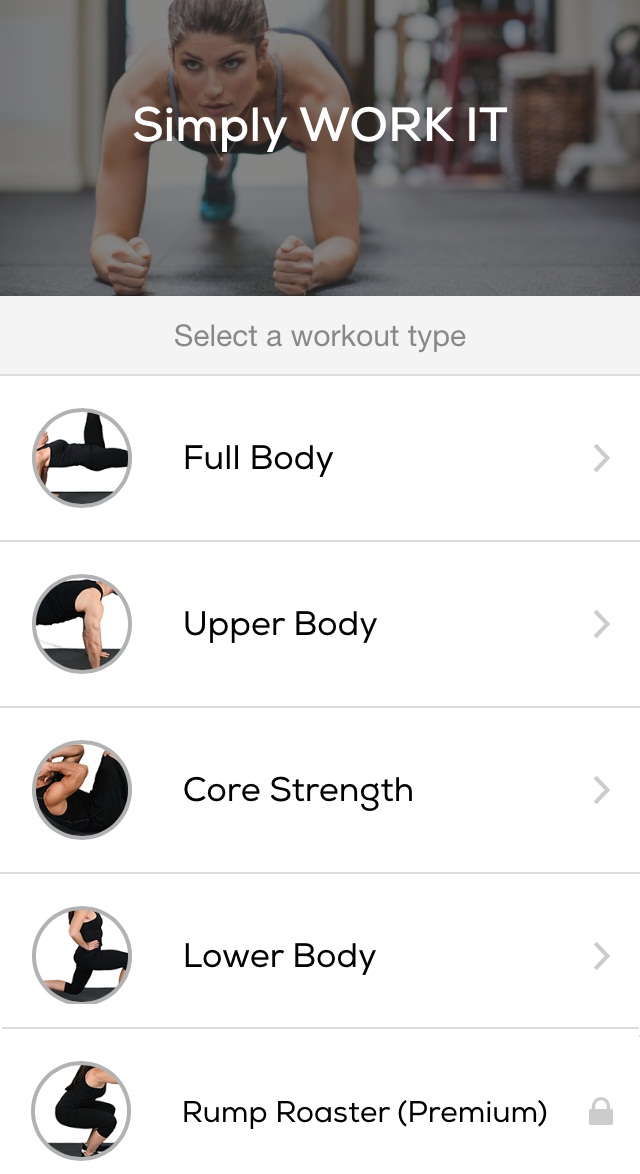 Simply WORK IT
Select a workout type
Full Body
Upper Body
Core Strength
Lower Body
Rump Roaster (Premium)